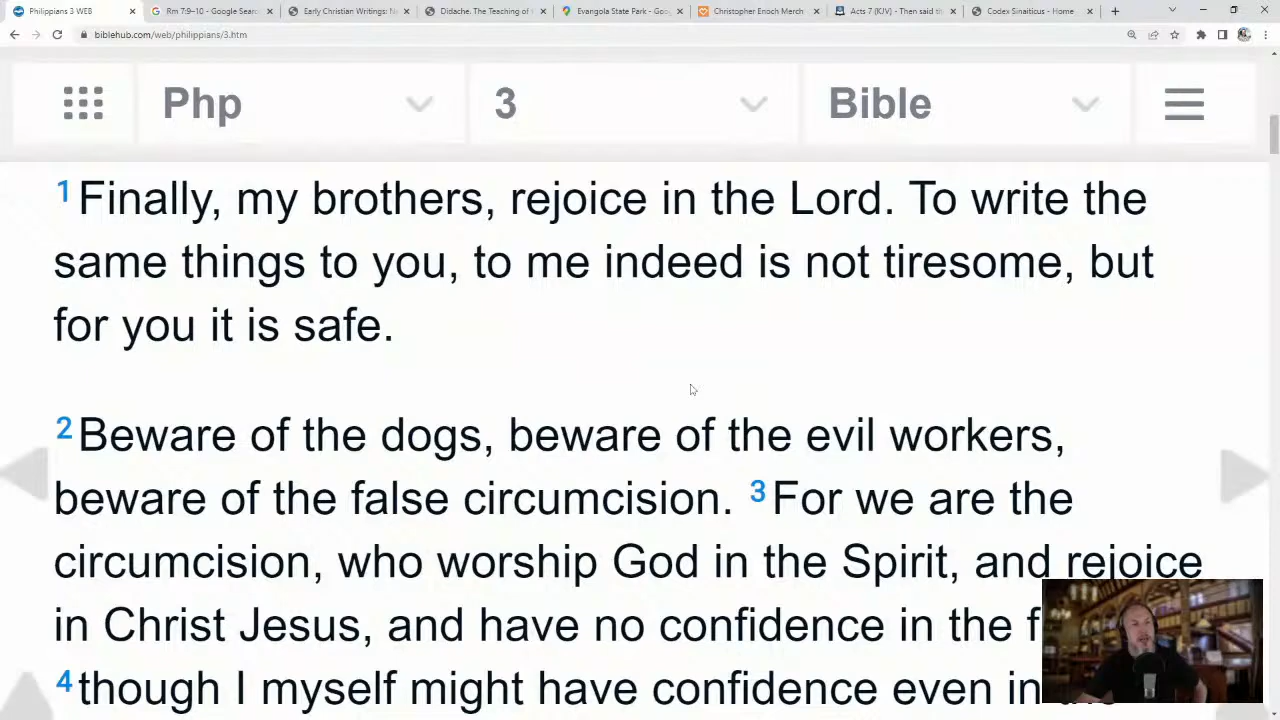 Philippians 3 WEB
Rm 7:9–10 - Google Sear
Early Christian Writings: N
Didache. The Teaching of
Evangola State Park - Goo
Christopher Enoch Merch
Acts 7 (KJV) - Then said th
Codex Sinaiticus - Home
biblehub.com/web/philippians/3.htm
Php 3 Bible
1 Finally, my brothers, rejoice in the Lord. To write the
same things to you, to me indeed is not tiresome, but
for you it is safe.
2 Beware of the dogs, beware of the evil workers,
beware of the false circumcision. 3 For we are the
circumcision, who worship God in the Spirit, and rejoice
in Christ Jesus, and have no confidence in the f
4 though I myself might have confidence even in